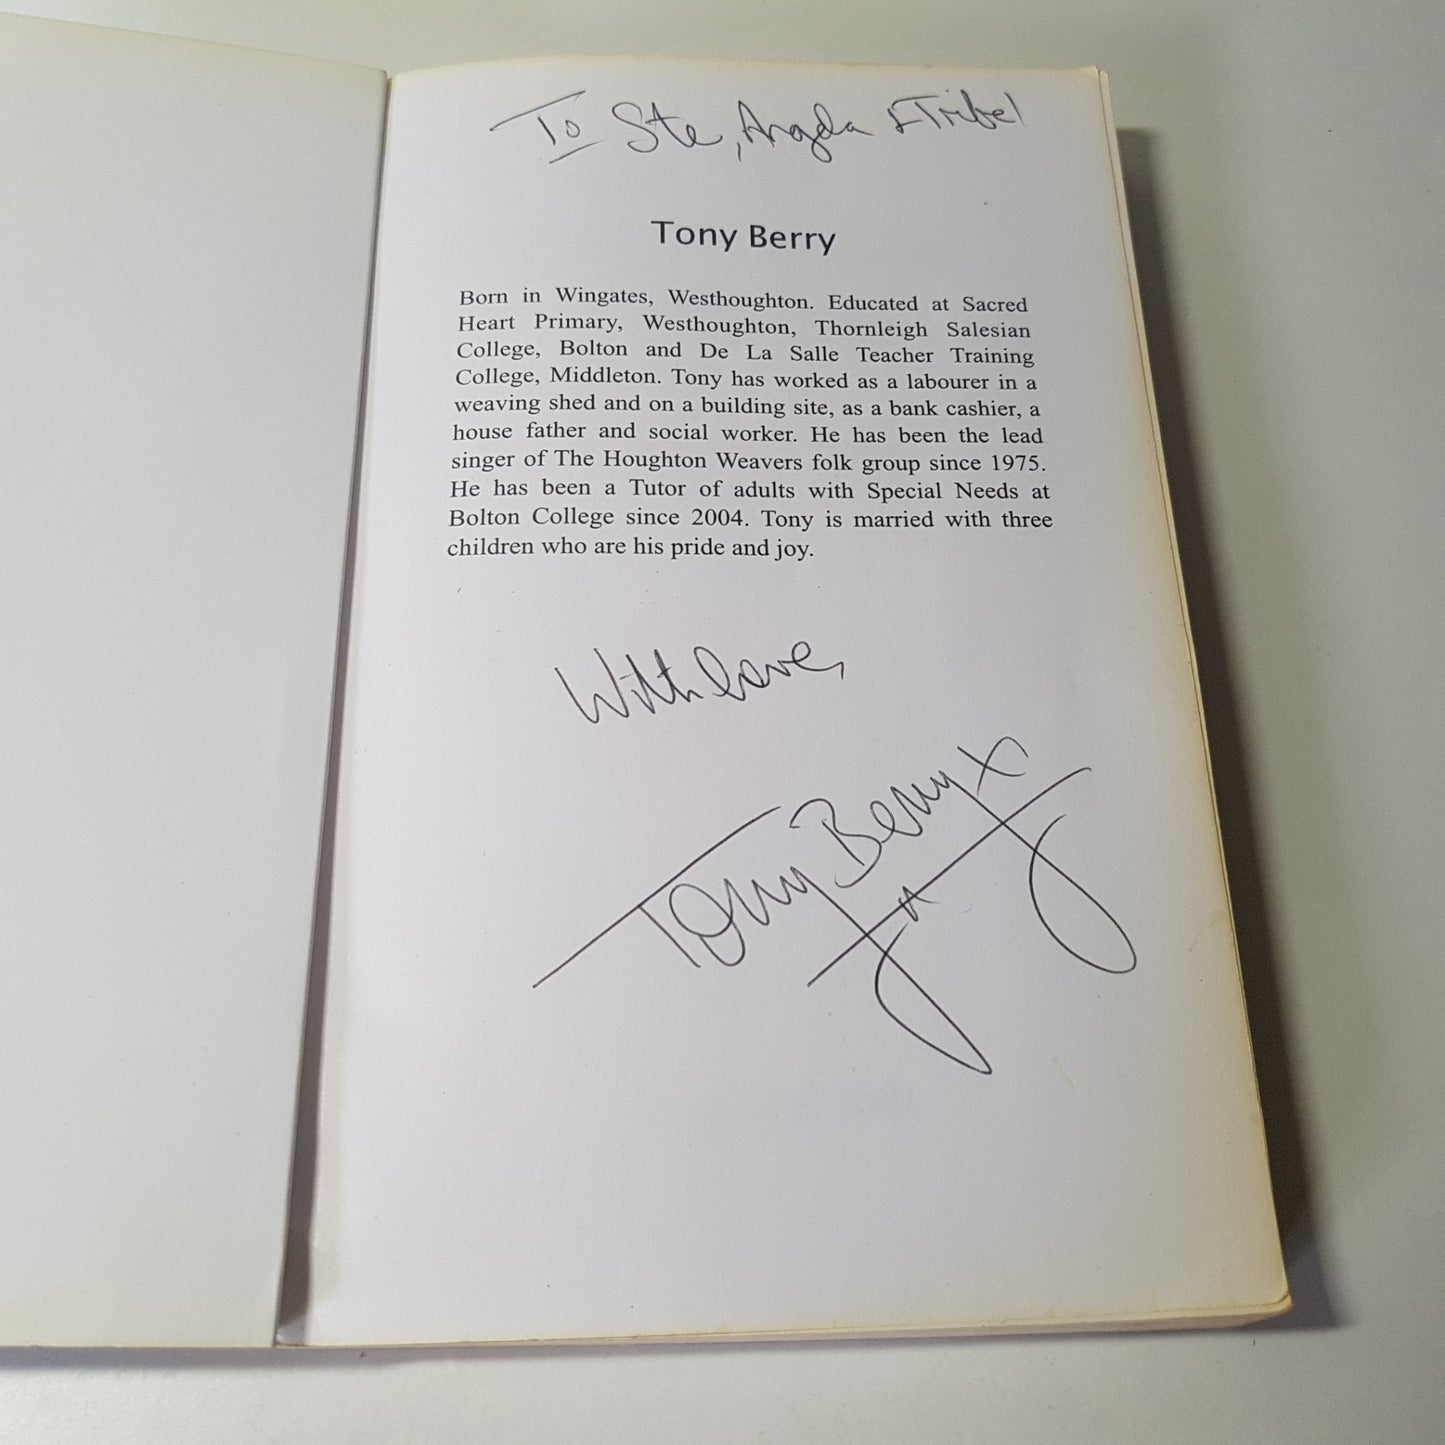 To Ste, Angela & Tribe!
Tony Berry
Born in Wingates, Westhoughton. Educated at Sacred
Heart Primary, Westhoughton, Thornleigh Salesian
College, Bolton and De La Salle Teacher Training
College, Middleton. Tony has worked as a labourer in a
weaving shed and on a building site, as a bank cashier, a
house father and social worker. He has been the lead
singer of The Houghton Weavers folk group since 1975.
He has been a Tutor of adults with Special Needs at
Bolton College since 2004. Tony is married with three
children who are his pride and joy.
With love,
Tony Berry x
x